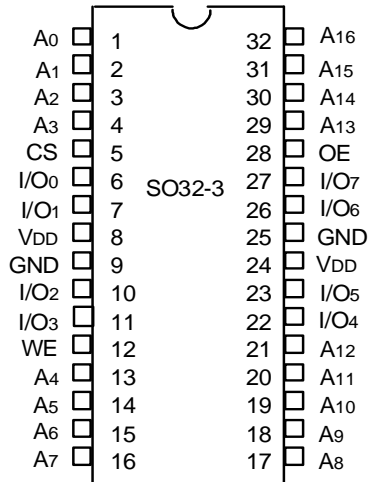 A0 1 32 A16
A1 2 31 A15
A2 3 30 A14
A3 4 29 A13
CS 5 28 OE
I/O0 6 27 I/O7
SO32-3
I/O1 7 26 I/O6
VDD 8 25 GND
GND 9 24 VDD
I/O2 10 23 I/O5
I/O3 11 22 I/O4
WE 12 21 A12
A4 13 20 A11
A5 14 19 A10
A6 15 18 A9
A7 16 17 A8